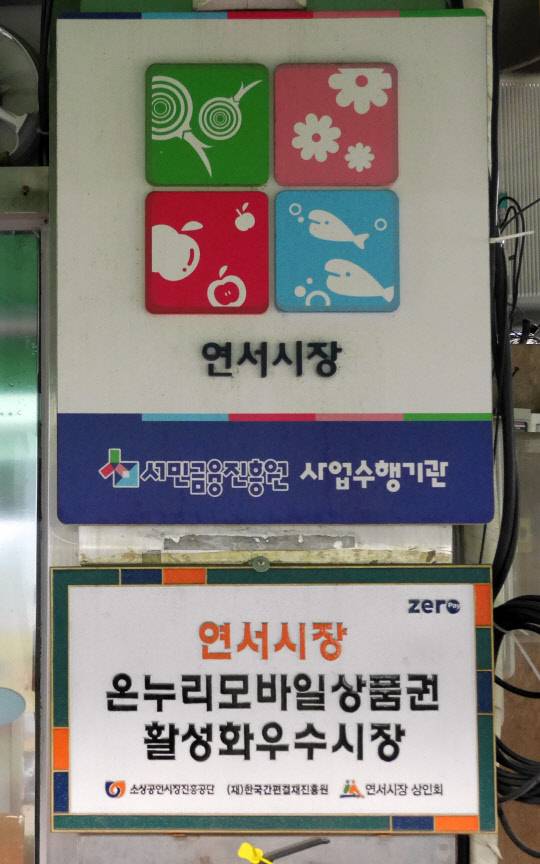 연서시장
서민금융진흥원 사업수행기관
zero Pay
연서시장
온누리모바일상품권
활성화우수시장
소상공인시장진흥공단 (재)한국간편결제진흥원 연서시장 상인회